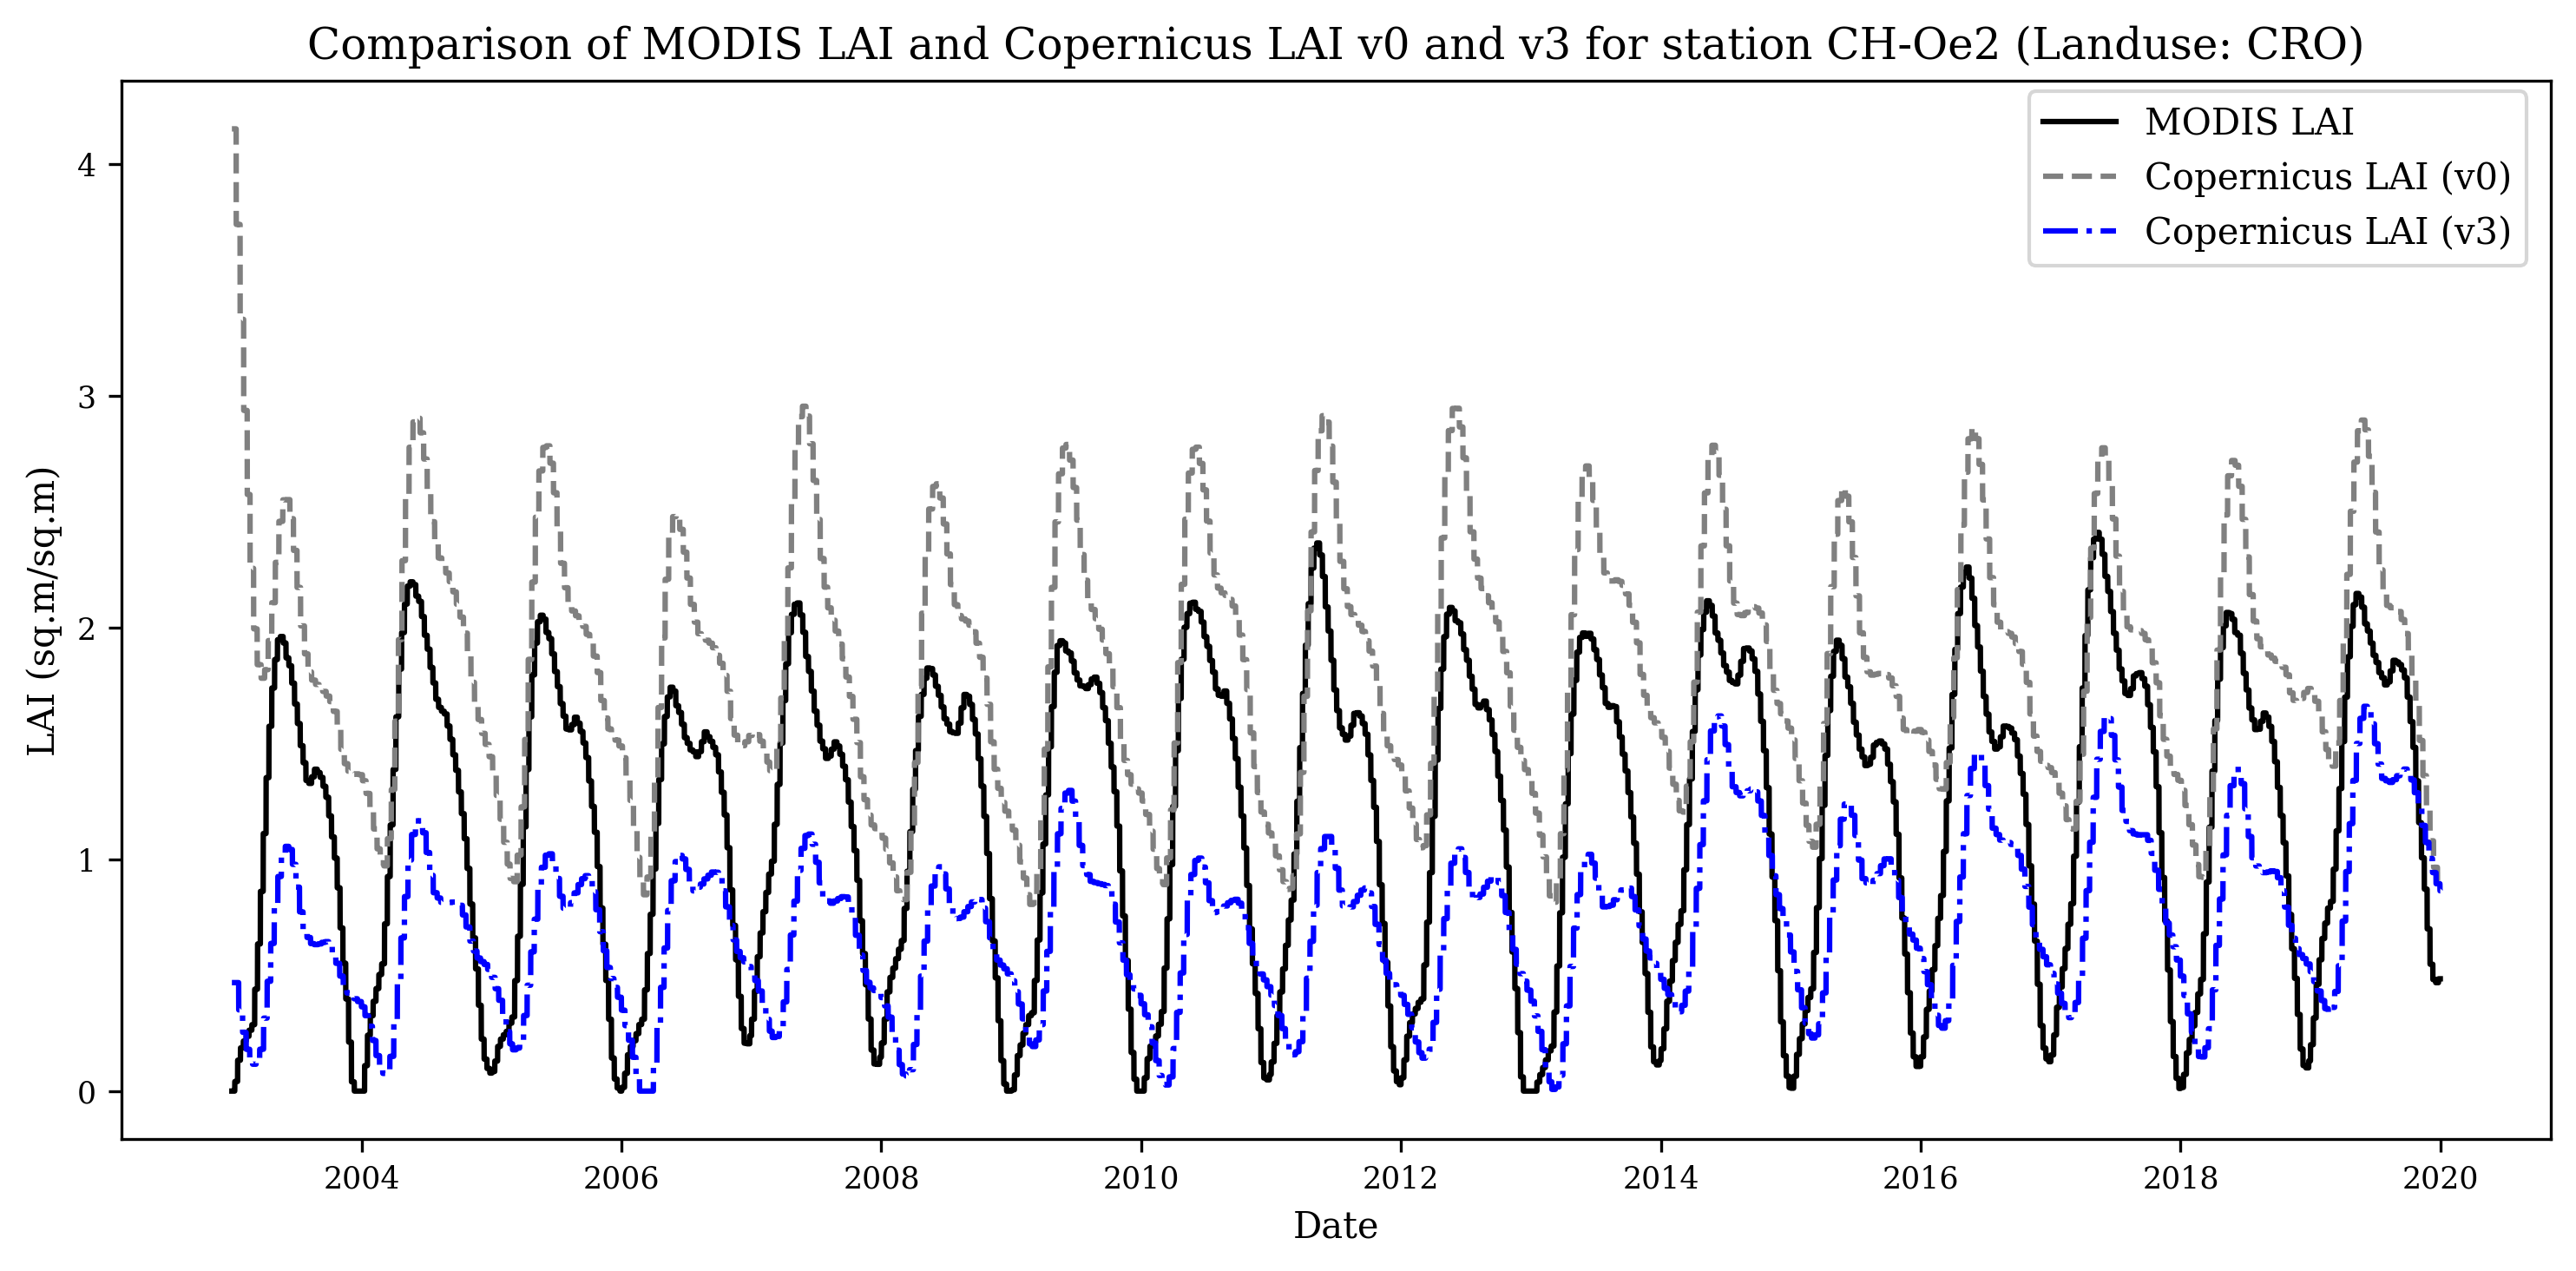 Comparison of MODIS LAI and Copernicus LAI v0 and v3 for station CH-Oe2 (Landuse: CRO)
MODIS LAI
Copernicus LAI (v0)
Copernicus LAI (v3)
LAI (sq.m/sq.m)
4
3
2
1
0
2004
2006
2008
2010
2012
2014
2016
2018
2020
Date